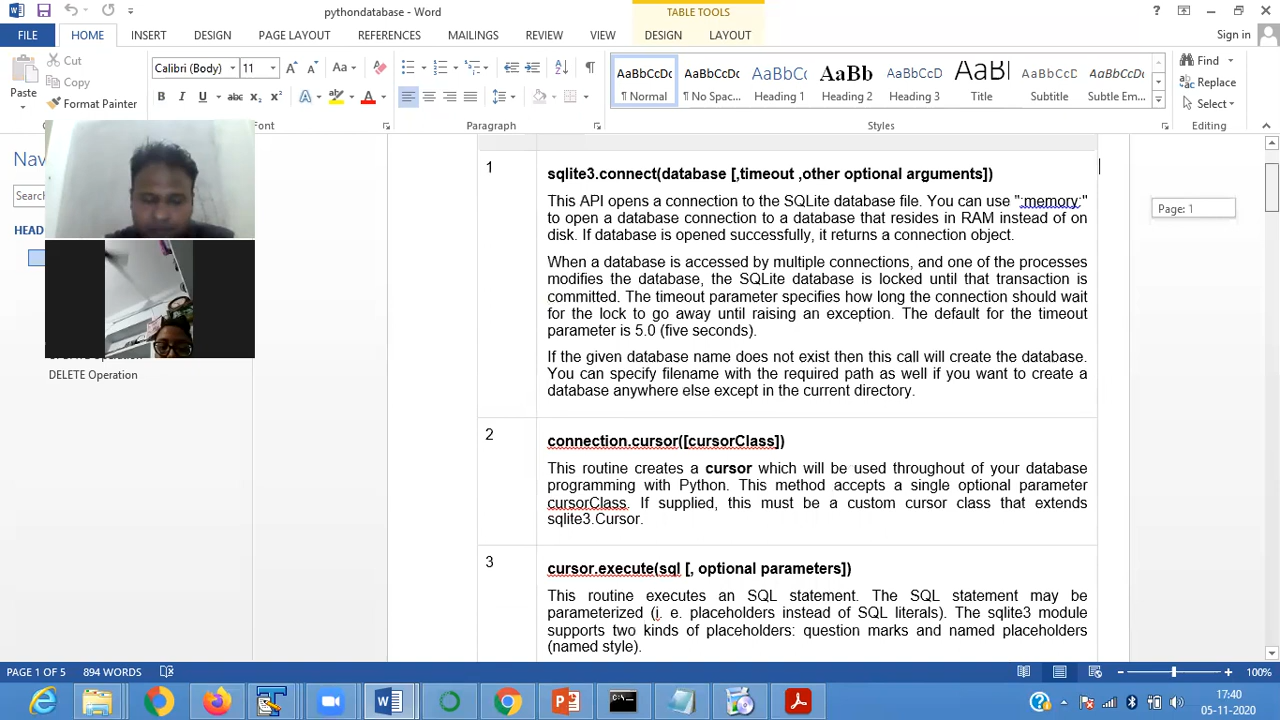 pythondatabase - Word
TABLE TOOLS
FILE HOME INSERT DESIGN PAGE LAYOUT REFERENCES MAILINGS REVIEW VIEW DESIGN LAYOUT Sign in
Paste
Cut
Copy
Format Painter
Calibri (Body) 11
AaBbCcDc AaBbCcDc AaBbCc AaBb AaBbCcD AaBl AaBbCcD AaBbCcDc
¶ Normal ¶ No Spac... Heading 1 Heading 2 Heading 3 Title Subtitle Subtle Em...
Find
Replace
Select
Font Paragraph Styles Editing
Nav
Sear
HEAD
DELETE Operation
Page: 1
1
sqlite3.connect(database [,timeout ,other optional arguments])
This API opens a connection to the SQLite database file. You can use ":memory:"
to open a database connection to a database that resides in RAM instead of on
disk. If database is opened successfully, it returns a connection object.
When a database is accessed by multiple connections, and one of the processes
modifies the database, the SQLite database is locked until that transaction is
committed. The timeout parameter specifies how long the connection should wait
for the lock to go away until raising an exception. The default for the timeout
parameter is 5.0 (five seconds).
If the given database name does not exist then this call will create the database.
You can specify filename with the required path as well if you want to create a
database anywhere else except in the current directory.
2
connection.cursor([cursorClass])
This routine creates a cursor which will be used throughout of your database
programming with Python. This method accepts a single optional parameter
cursorClass. If supplied, this must be a custom cursor class that extends
sqlite3.Cursor.
3
cursor.execute(sql [, optional parameters])
This routine executes an SQL statement. The SQL statement may be
parameterized (i. e. placeholders instead of SQL literals). The sqlite3 module
supports two kinds of placeholders: question marks and named placeholders
(named style).
PAGE 1 OF 5 894 WORDS 100%
17:40
05-11-2020